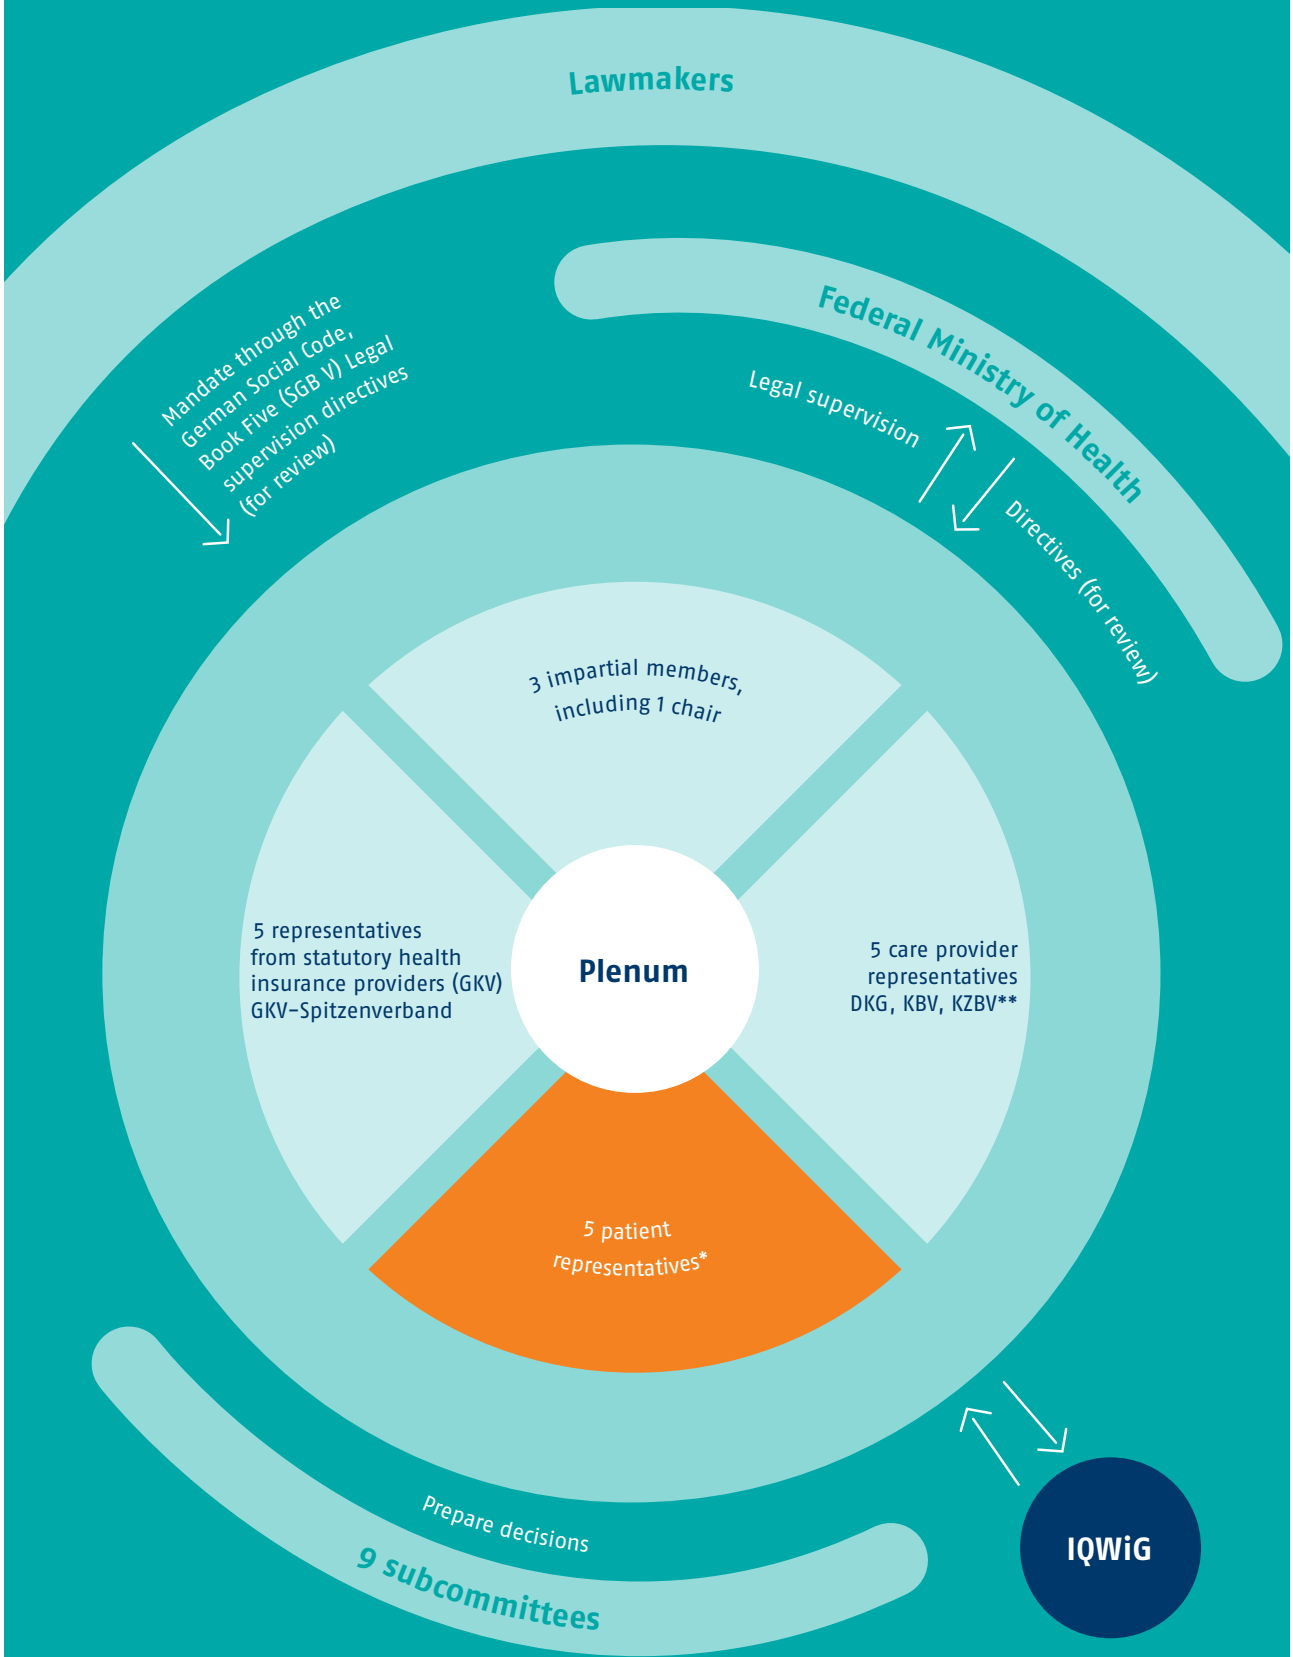 Lawmakers
Federal Ministry of Health
Mandate through the
German Social Code,
Book Five (SGB V) Legal
supervision directives
(for review)
Legal supervision
Directives (for review)
3 impartial members,
including 1 chair
5 representatives
from statutory health
insurance providers (GKV)
GKV-Spitzenverband
Plenum
5 care provider
representatives
DKG, KBV, KZBV**
5 patient
representatives*
Prepare decisions
9 subcommittees
IQWiG